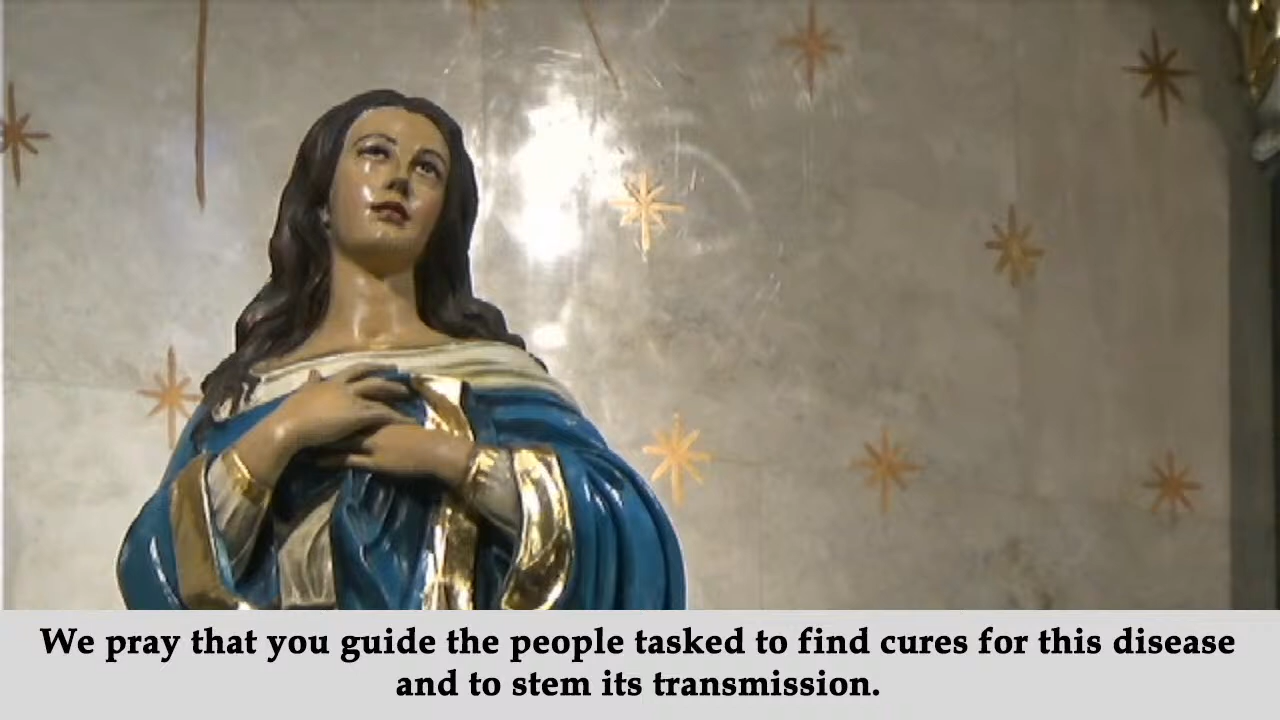 We pray that you guide the people tasked to find cures for this disease
and to stem its transmission.